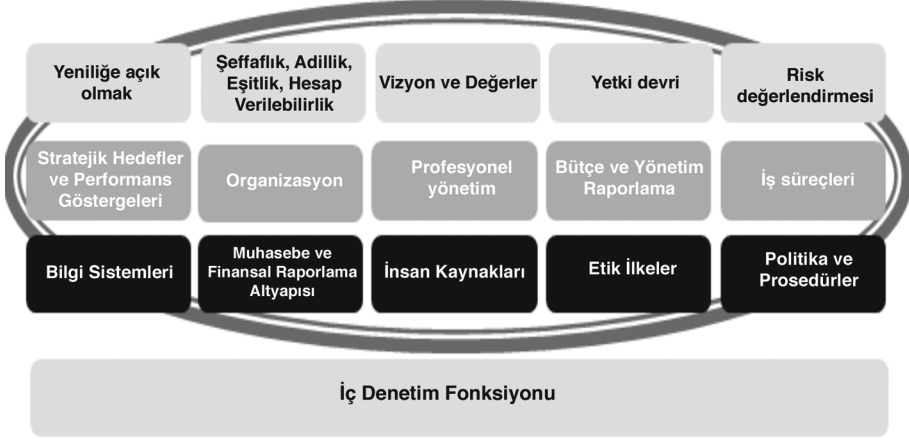 Yeniliğe açık
olmak
Şeffaflık, Adillik,
Eşitlik, Hesap
Verilebilirlik
Vizyon ve Değerler
Yetki devri
Risk
değerlendirmesi
Stratejik Hedefler
ve Performans
Göstergeleri
Organizasyon
Profesyonel
yönetim
Bütçe ve Yönetim
Raporlama
İş süreçleri
Bilgi Sistemleri
Muhasebe ve
Finansal Raporlama
Altyapısı
İnsan Kaynakları
Etik İlkeler
Politika ve
Prosedürler
İç Denetim Fonksiyonu